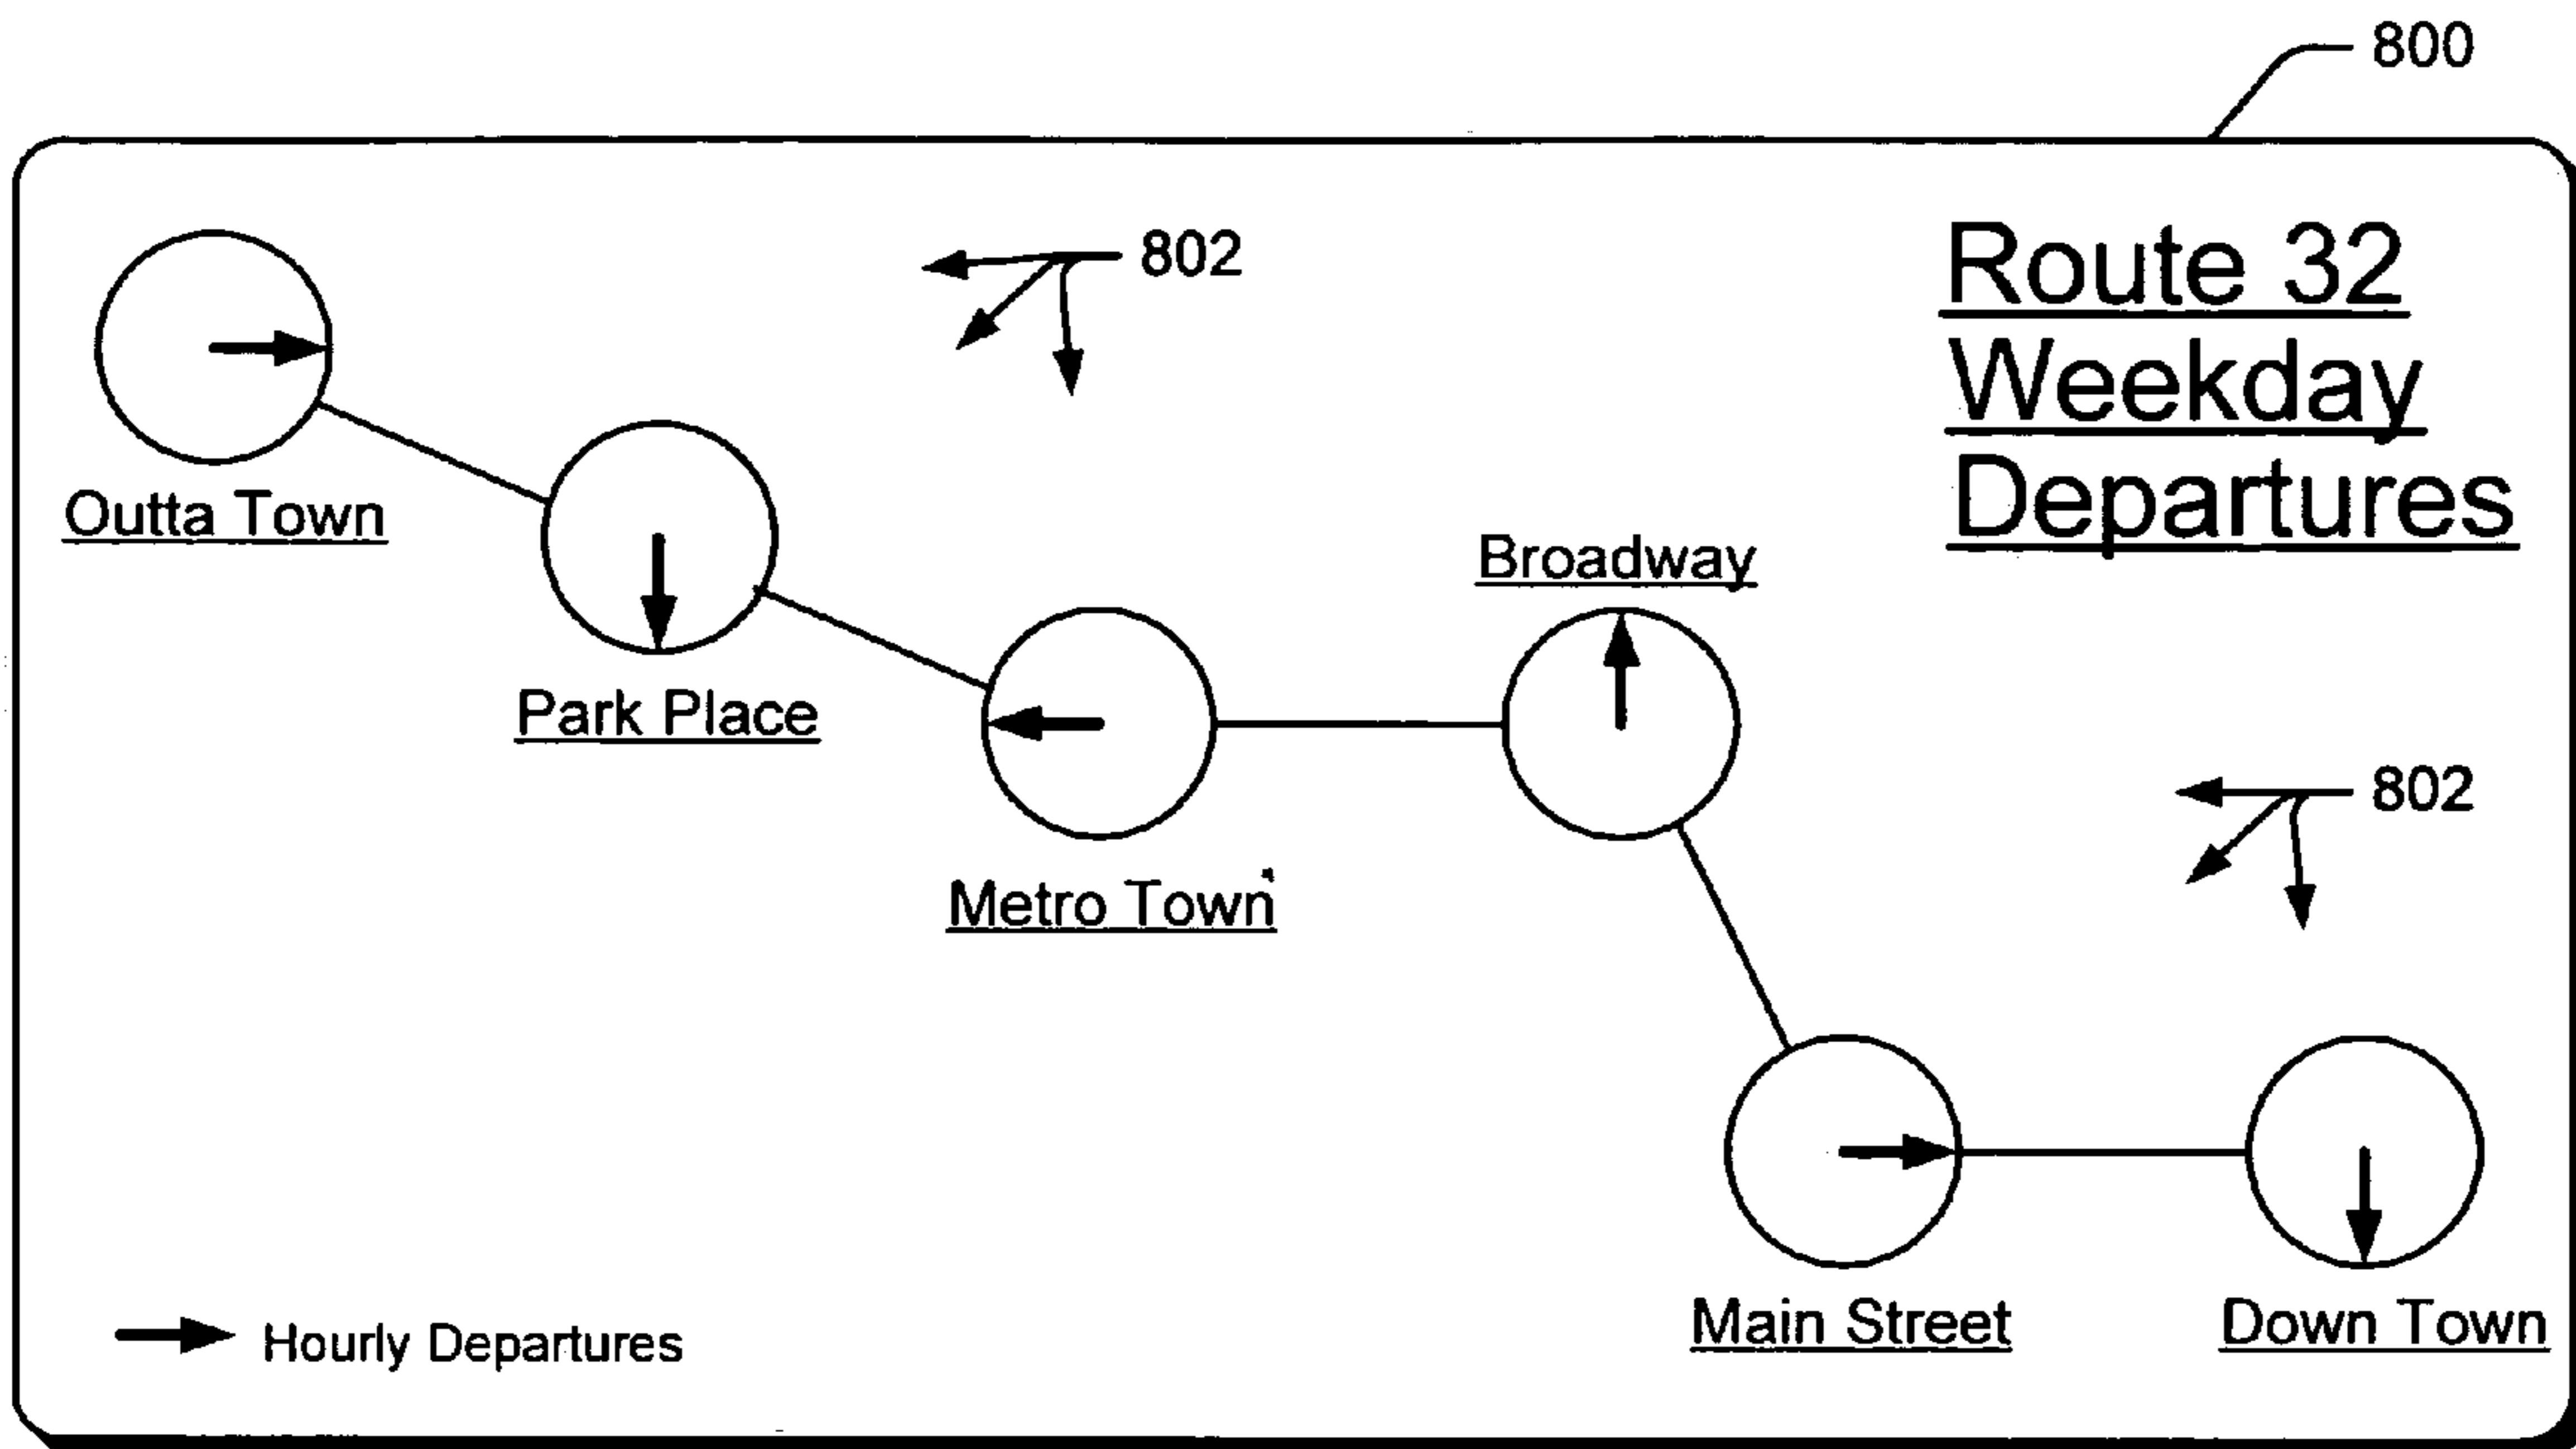 800
802
Route 32
Weekday
Departures
Outta Town
Broadway
Park Place
802
Metro Town
Main Street
Down Town
Hourly Departures